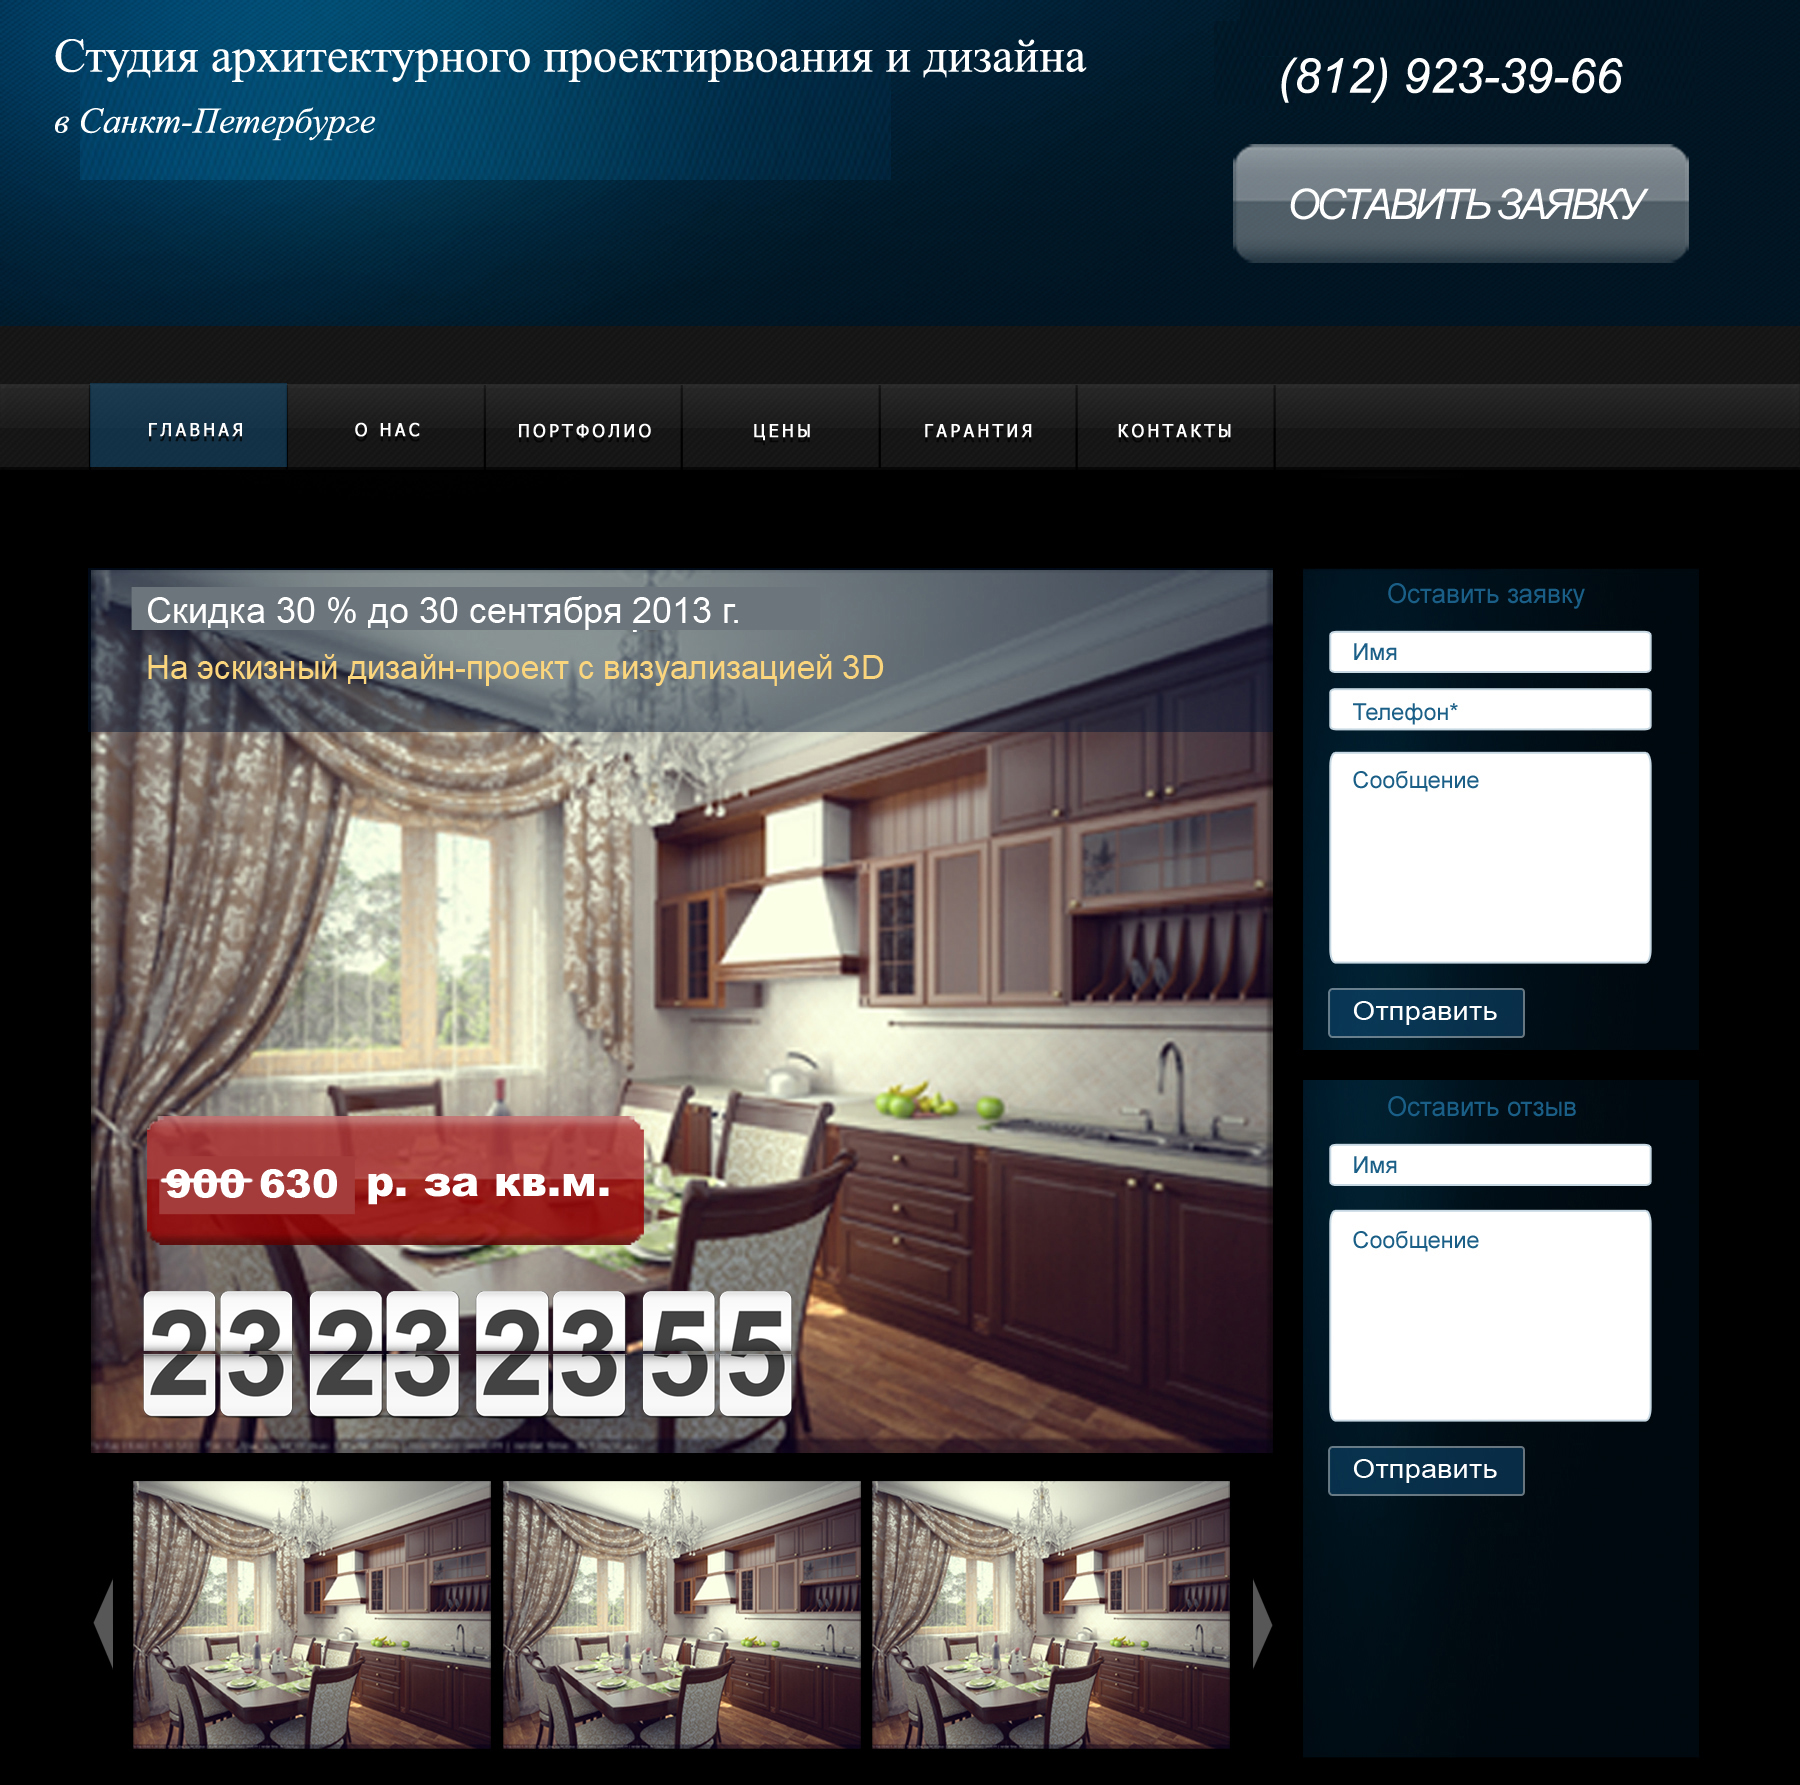 Студия архитектурного проектирвоания и дизайна
в Санкт-Петербурге
(812) 923-39-66
ОСТАВИТЬ ЗАЯВКУ
ГЛАВНАЯ О НАС ПОРТФОЛИО ЦЕНЫ ГАРАНТИЯ КОНТАКТЫ
Скидка 30 % до 30 сентября 2013 г.
На эскизный дизайн-проект с визуализацией 3D
900 630 р. за кв.м.
23 23 23 55
Оставить заявку
Имя
Телефон*
Сообщение
Отправить
Оставить отзыв
Имя
Сообщение
Отправить